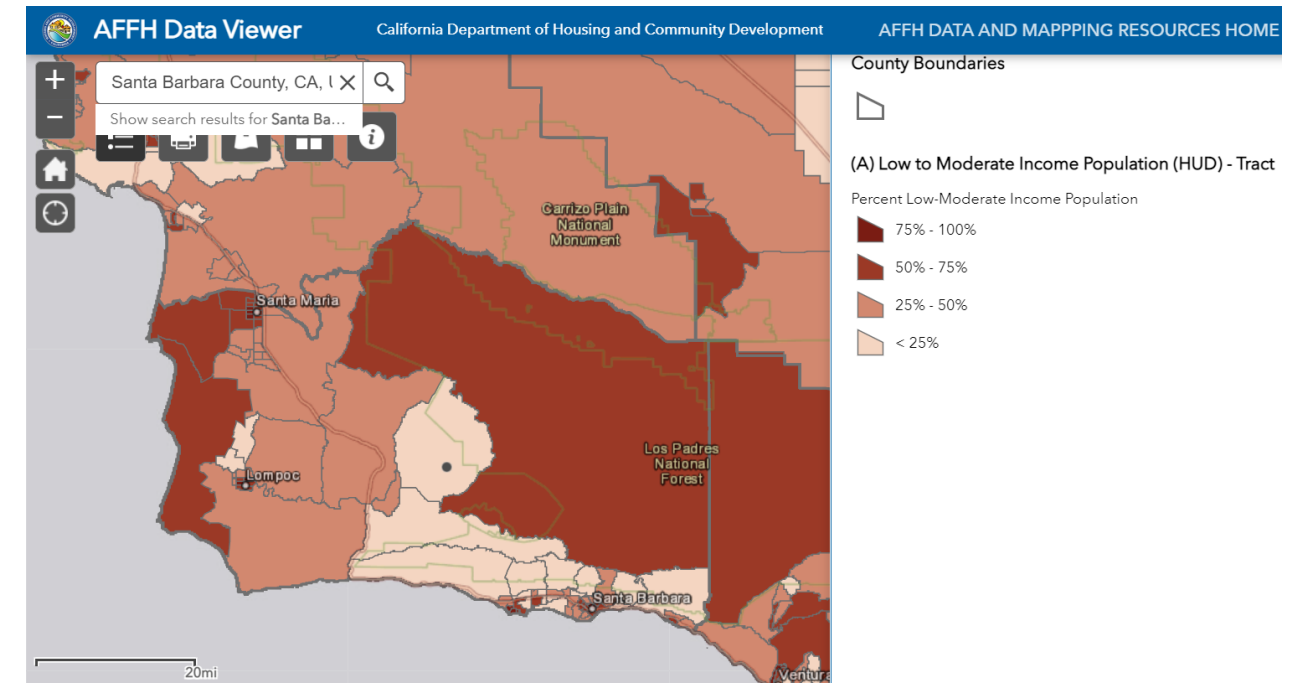 AFFH Data Viewer
California Department of Housing and Community Development
AFFH DATA AND MAPPPING RESOURCES HOME
+
−
Santa Barbara County, CA, U
Show search results for Santa Ba...
Carrizo Plain
National
Monument
Santa Maria
Los Padres
National
Forest
Lompoc
Santa Barbara
Ventura
20mi
County Boundaries
(A) Low to Moderate Income Population (HUD) - Tract
Percent Low-Moderate Income Population
75% - 100%
50% - 75%
25% - 50%
< 25%